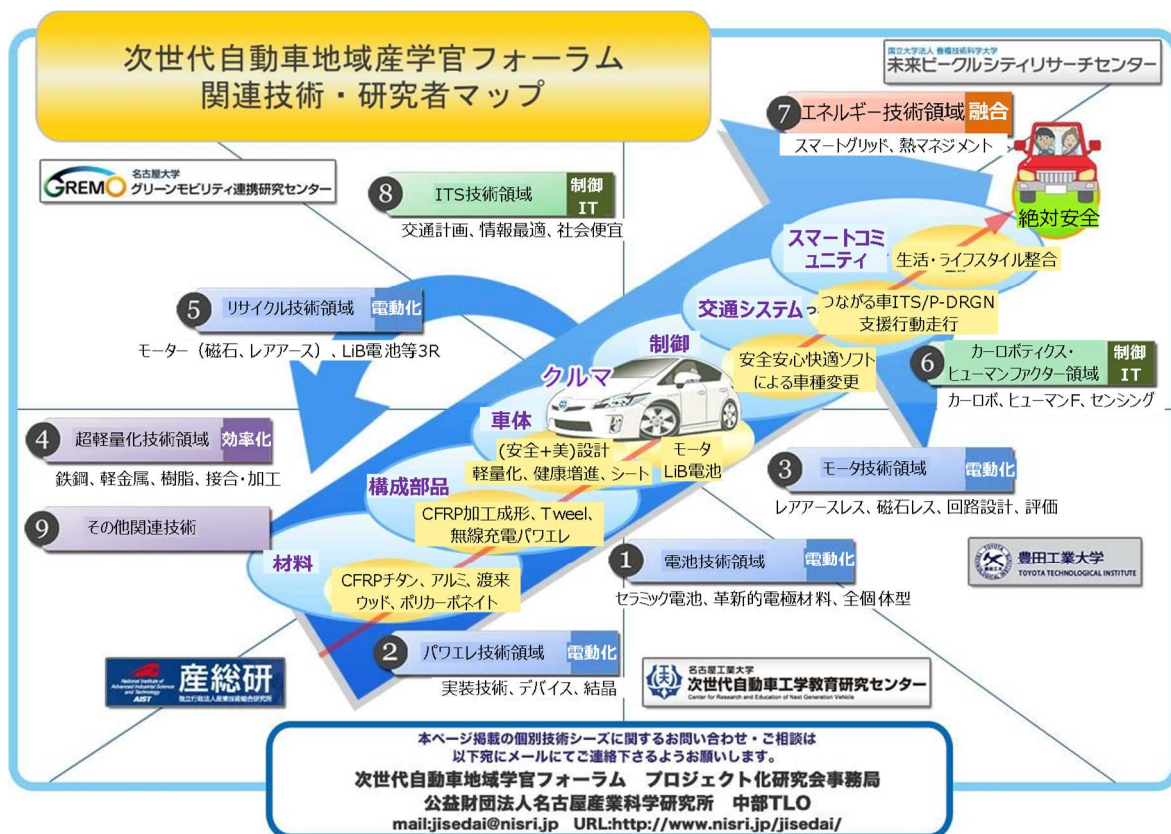 次世代自動車地域産学官フォーラム
関連技術・研究者マップ
国立大学法人 豊橋技術科学大学
未来ビークルシティリサーチセンター
GREMO
名古屋大学
グリーンモビリティ連携研究センター
7 エネルギー技術領域 融合
スマートグリッド、熱マネジメント
絶対安全
8 ITS技術領域 制御
IT
交通計画、情報最適、社会便宜
スマートコミ
ュニティ
生活・ライフスタイル整合
5 リサイクル技術領域 電動化
モーター(磁石、レアアース)、LiB電池等3R
交通システム
つながる車ITS/P-DRGN
支援行動走行
制御
安全安心快適ソフト
による車種変更
6 カーロボティクス・
ヒューマンファクター領域
制御
IT
カーロボ、ヒューマンF、センシング
クルマ
車体
(安全+美)設計
軽量化、健康増進、シート
モータ
LiB電池
4 超軽量化技術領域 効率化
鉄鋼、軽金属、樹脂、接合・加工
3 モータ技術領域 電動化
レアアースレス、磁石レス、回路設計、評価
構成部品
CFRP加工成形、Tweel、
無線充電パワエレ
9 その他関連技術
材料
CFRPチタン、アルミ、渡来
ウッド、ポリカーボネイト
1 電池技術領域 電動化
セラミック電池、革新的電極材料、全個体型
豊田工業大学
TOYOTA TECHNOLOGICAL INSTITUTE
2 パワエレ技術領域 電動化
実装技術、デバイス、結晶
National Institute of
Advanced Industrial Science
and Technology
AIST
産総研
独立行政法人産業技術総合研究所
名古屋工業大学
次世代自動車工学教育研究センター
Center for Research and Education of Next Generation Vehicle
本ページ掲載の個別技術シーズに関するお問い合わせ・ご相談は
以下宛にメールにてご連絡下さるようお願いします。
次世代自動車地域学官フォーラム プロジェクト化研究会事務局
公益財団法人名古屋産業科学研究所 中部TLO
mail:jisedai@nisri.jp URL:http://www.nisri.jp/jisedai/